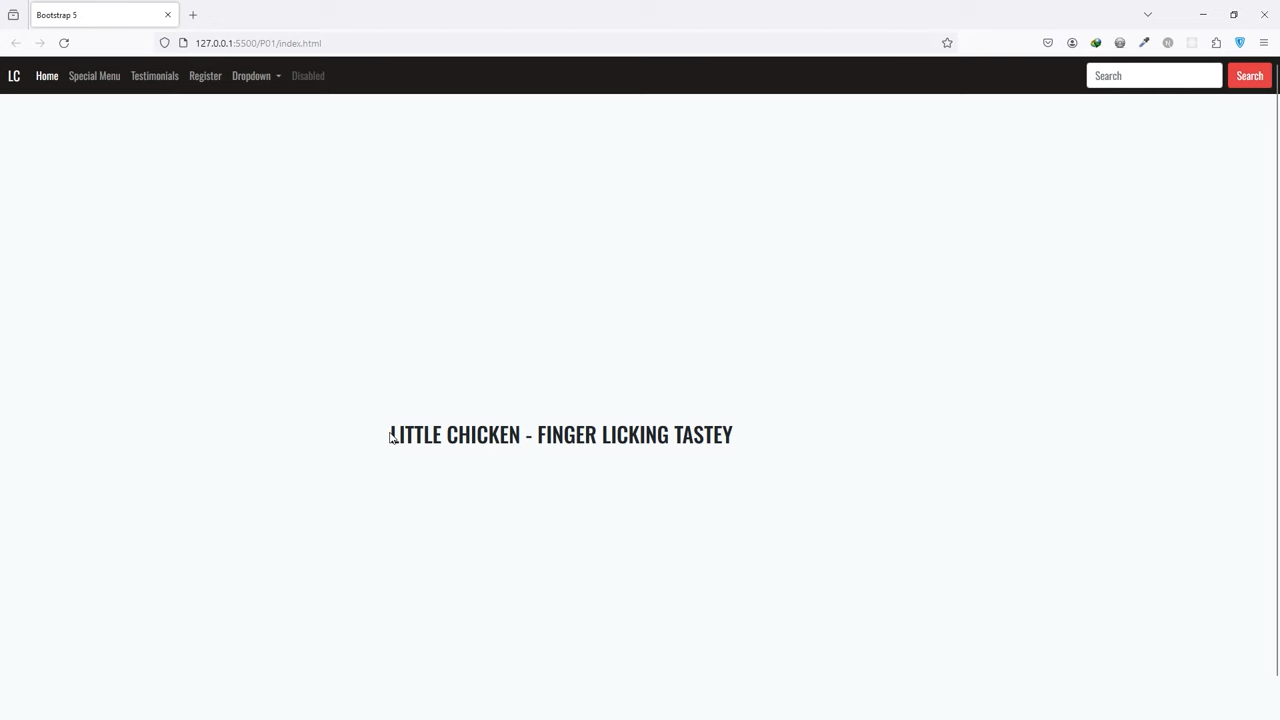 Bootstrap 5
127.0.0.1:5500/P01/index.html
LC Home Special Menu Testimonials Register Dropdown Disabled Search Search
LITTLE CHICKEN - FINGER LICKING TASTEY